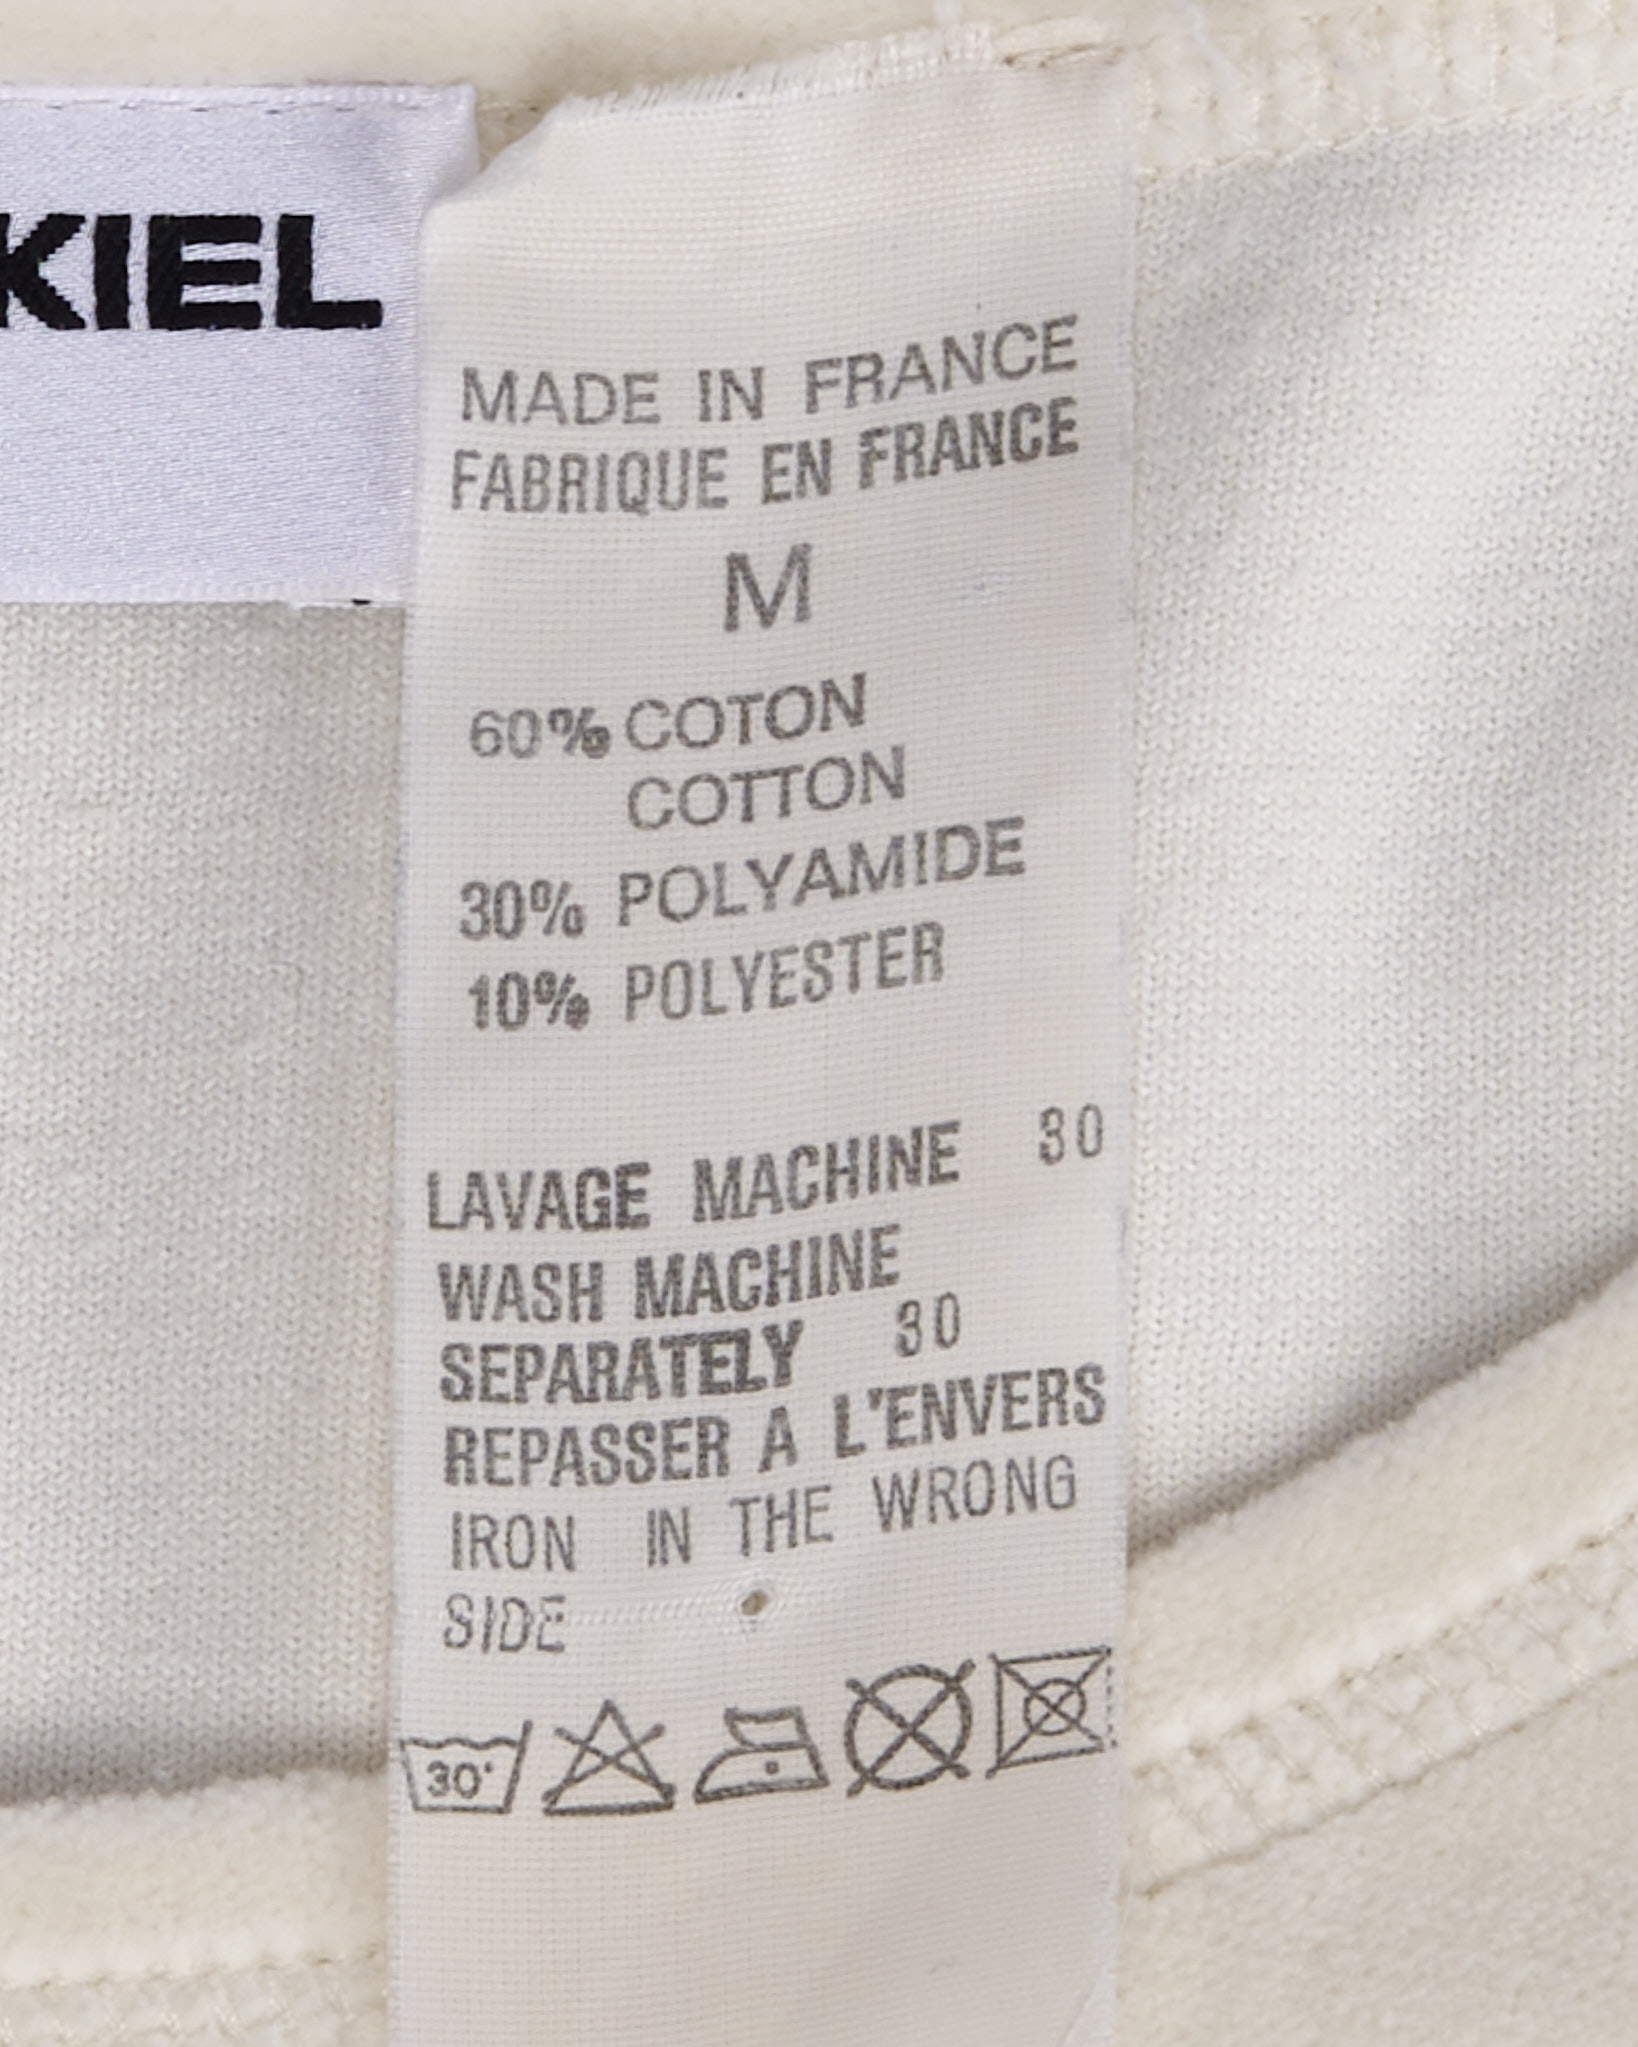 KIEL
MADE IN FRANCE
FABRIQUE EN FRANCE
M
60% COTON
COTTON
30% POLYAMIDE
10% POLYESTER
LAVAGE MACHINE 30
WASH MACHINE
SEPARATELY 30
REPASSER A L'ENVERS
IRON IN THE WRONG
SIDE
30°